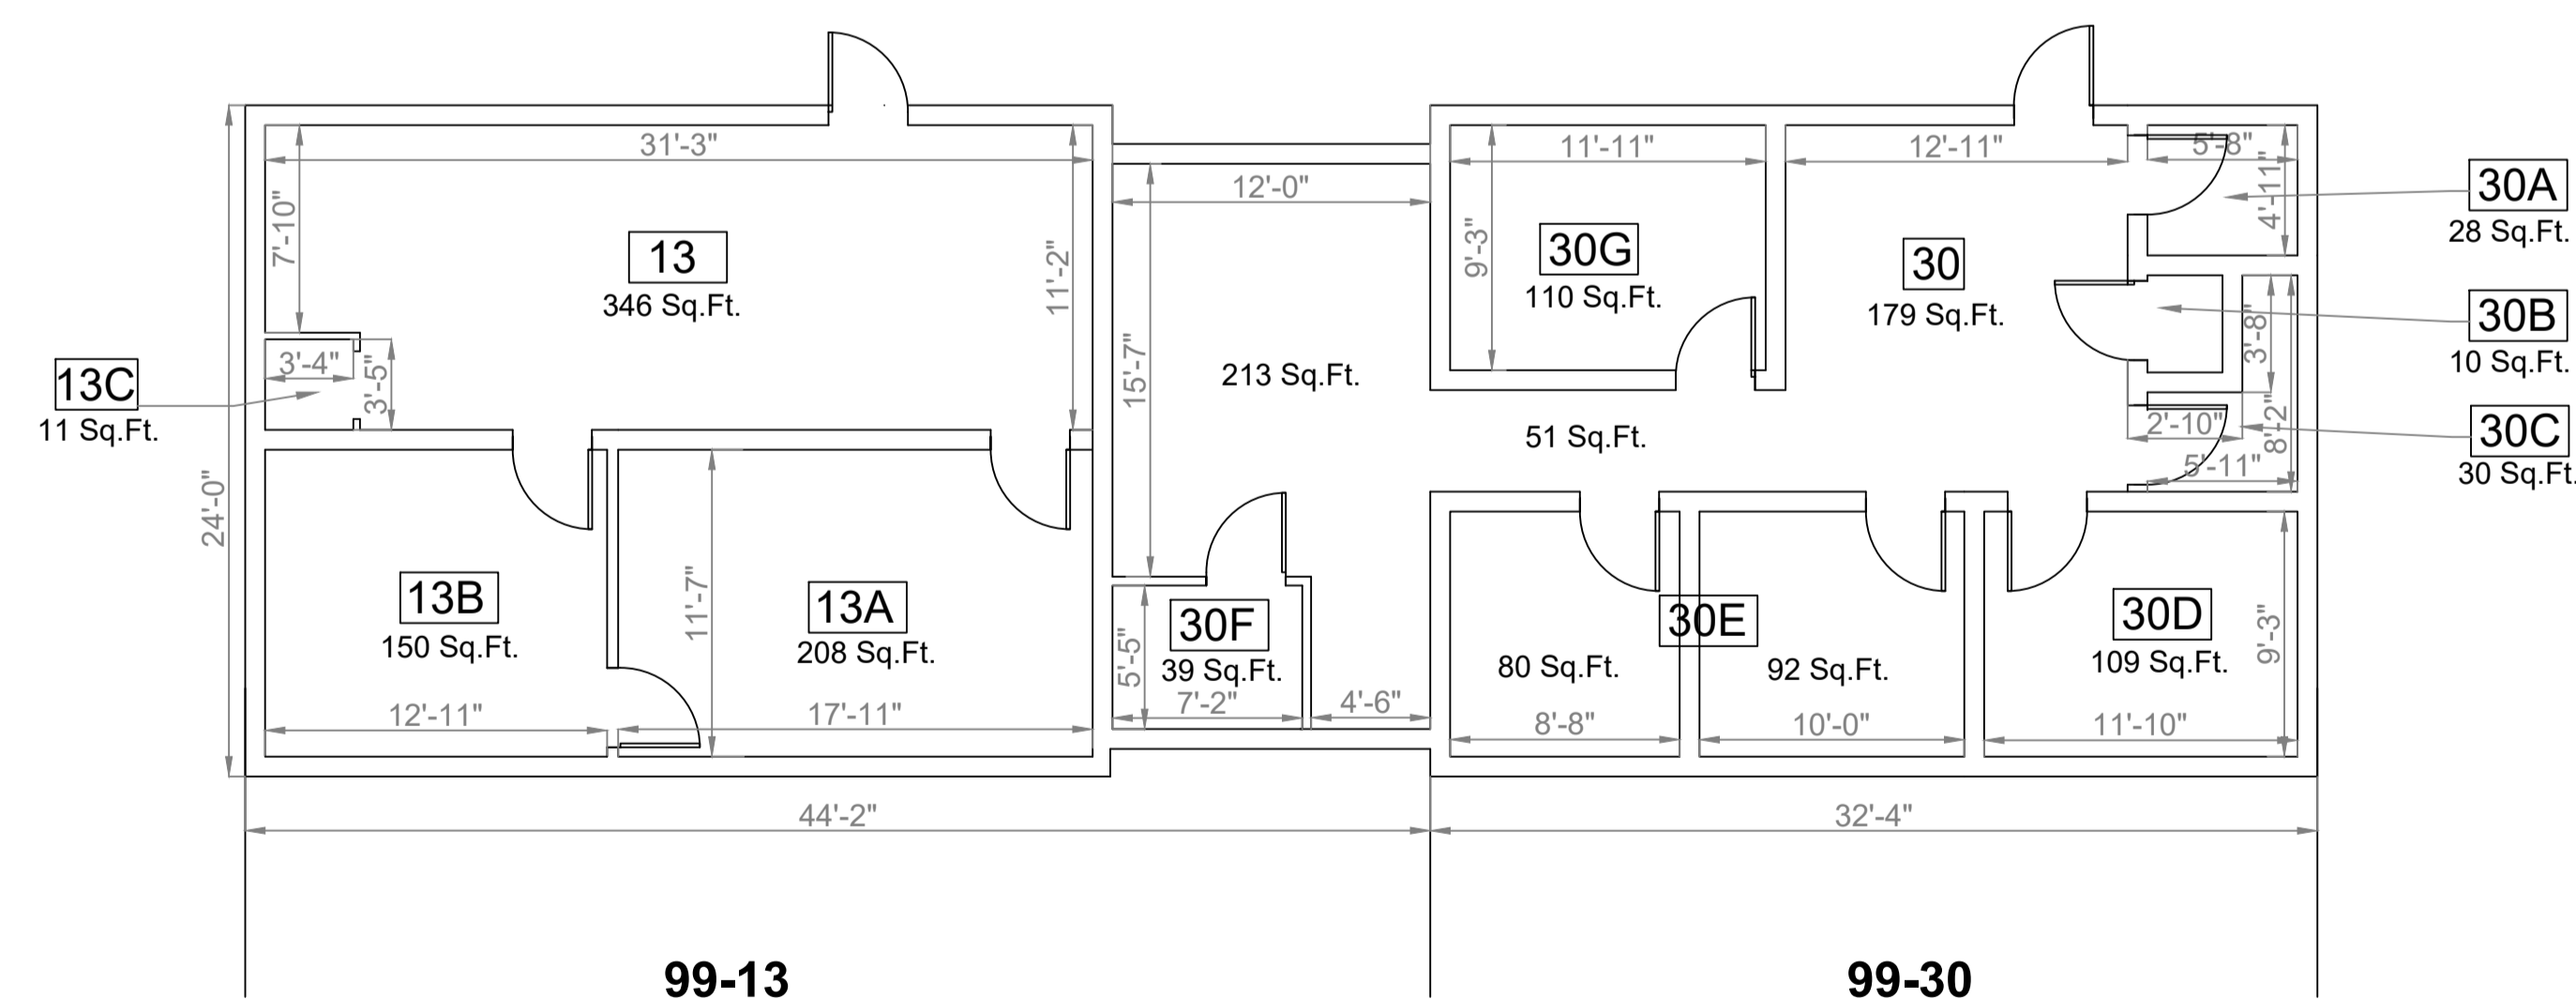 31'-3"
12'-0"
11'-11"
12'-11"
5'-8"
7'-10"
11'-2"
9'-3"
4'-11"
30A
28 Sq.Ft.
13
346 Sq.Ft.
30G
110 Sq.Ft.
30
179 Sq.Ft.
30B
10 Sq.Ft.
3'-8"
13C
11 Sq.Ft.
3'-4"
3'-5"
15'-7"
213 Sq.Ft.
51 Sq.Ft.
2'-10"
8'-2"
5'-11"
30C
30 Sq.Ft.
24'-0"
13B
150 Sq.Ft.
11'-7"
13A
208 Sq.Ft.
5'-5"
30F
39 Sq.Ft.
30E
80 Sq.Ft.
92 Sq.Ft.
30D
109 Sq.Ft.
9'-3"
12'-11"
17'-11"
7'-2"
4'-6"
8'-8"
10'-0"
11'-10"
44'-2"
32'-4"
99-13
99-30